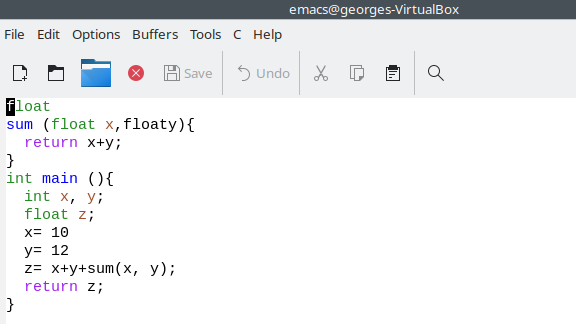 emacs@georges-VirtualBox
File Edit Options Buffers Tools C Help
Save Undo
float
sum (float x,floaty){
  return x+y;
}
int main (){
  int x, y;
  float z;
  x= 10
  y= 12
  z= x+y+sum(x, y);
  return z;
}